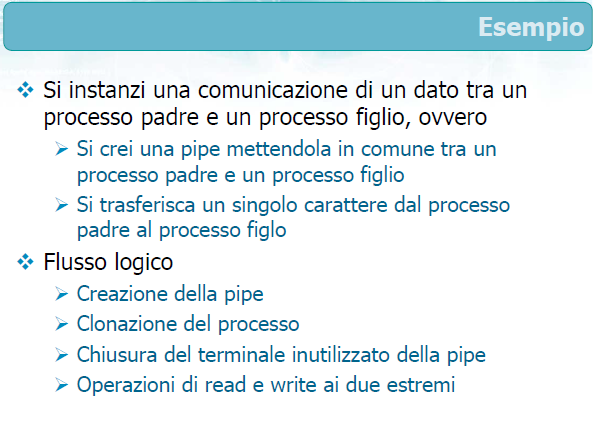 Esempio
Si instanzi una comunicazione di un dato tra un
processo padre e un processo figlio, ovvero
Si crei una pipe mettendola in comune tra un
processo padre e un processo figlio
Si trasferisca un singolo carattere dal processo
padre al processo figlo
Flusso logico
Creazione della pipe
Clonazione del processo
Chiusura del terminale inutilizzato della pipe
Operazioni di read e write ai due estremi